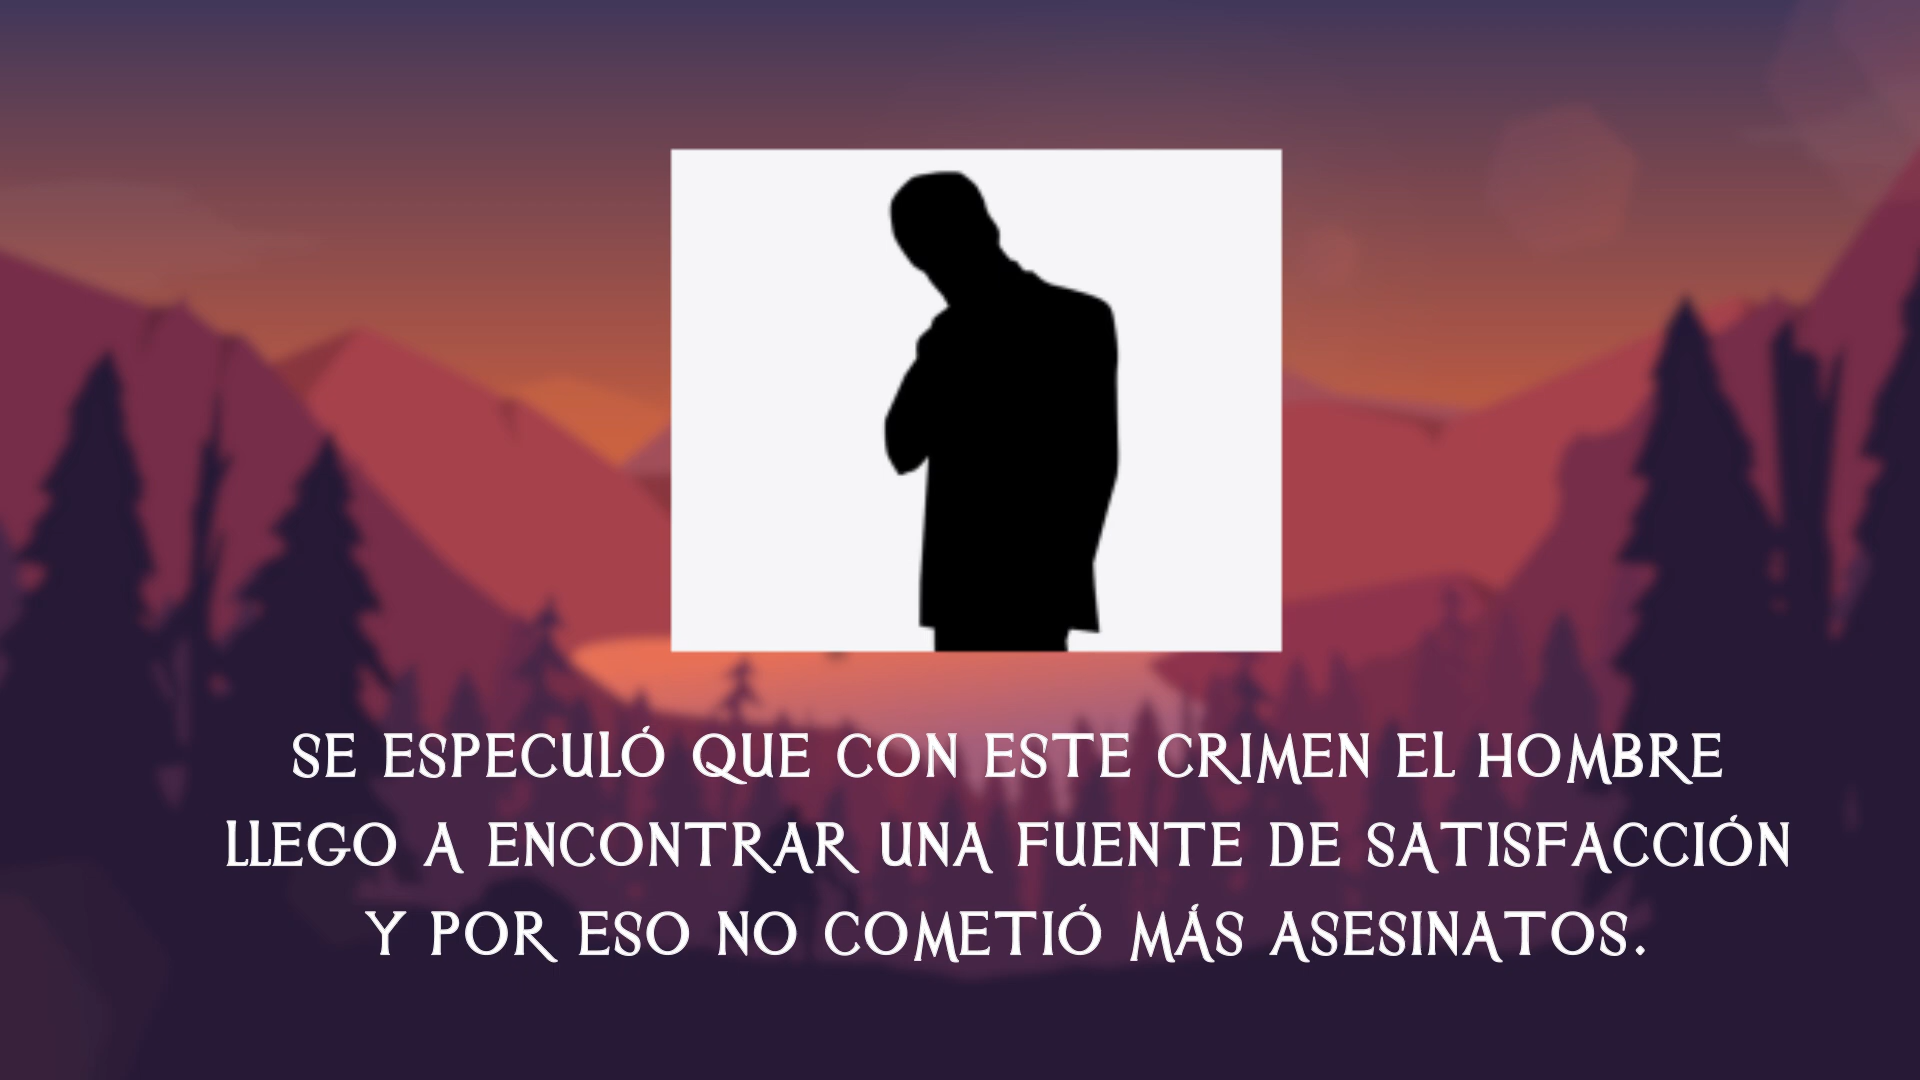 SE ESPECULÓ QUE CON ESTE CRIMEN EL HOMBRE
LLEGO A ENCONTRAR UNA FUENTE DE SATISFACCIÓN
Y POR ESO NO COMETIÓ MÁS ASESINATOS.